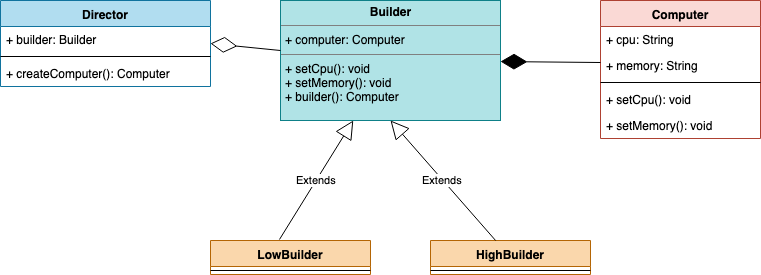 Director
+ builder: Builder
+ createComputer(): Computer
Builder
+ computer: Computer
+ setCpu(): void
+ setMemory(): void
+ builder(): Computer
Computer
+ cpu: String
+ memory: String
+ setCpu(): void
+ setMemory(): void
Extends
Extends
LowBuilder
HighBuilder